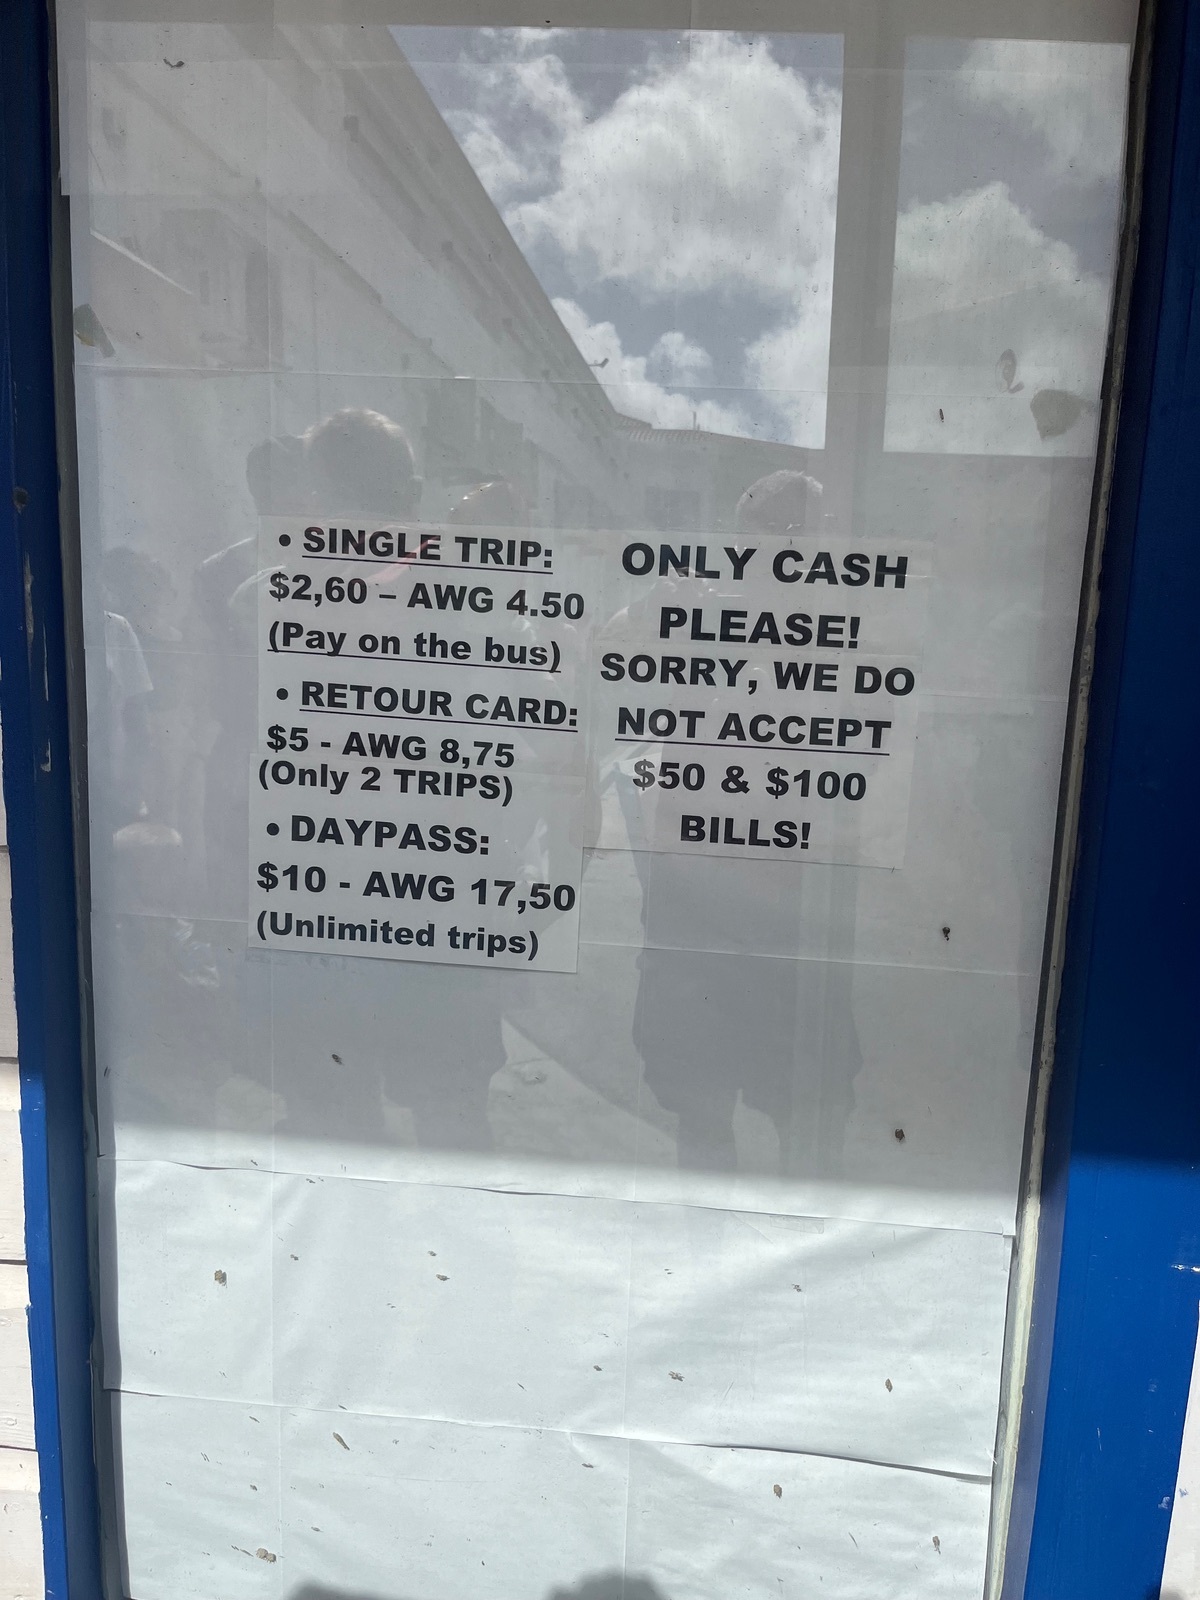 • SINGLE TRIP:
$2,60 – AWG 4.50
(Pay on the bus)
• RETOUR CARD:
$5 - AWG 8,75
(Only 2 TRIPS)
• DAYPASS:
$10 - AWG 17,50
(Unlimited trips)
ONLY CASH
PLEASE!
SORRY, WE DO
NOT ACCEPT
$50 & $100
BILLS!